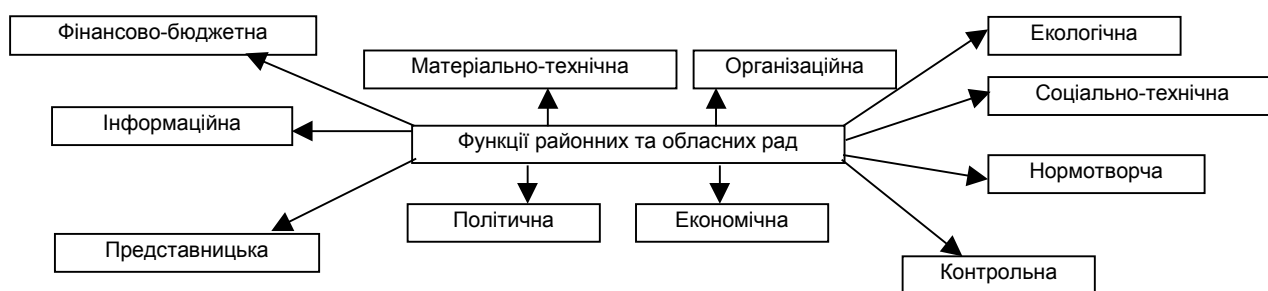 Фінансово-бюджетна
Екологічна
Матеріально-технічна
Організаційна
Соціально-технічна
Інформаційна
Функції районних та обласних рад
Нормотворча
Політична
Економічна
Представницька
Контрольна